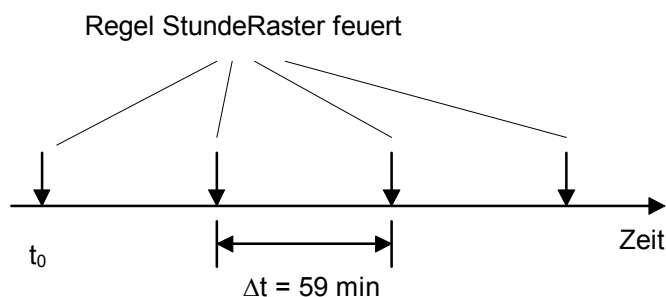 Regel StundeRaster feuert
t₀
Zeit
Δt = 59 min